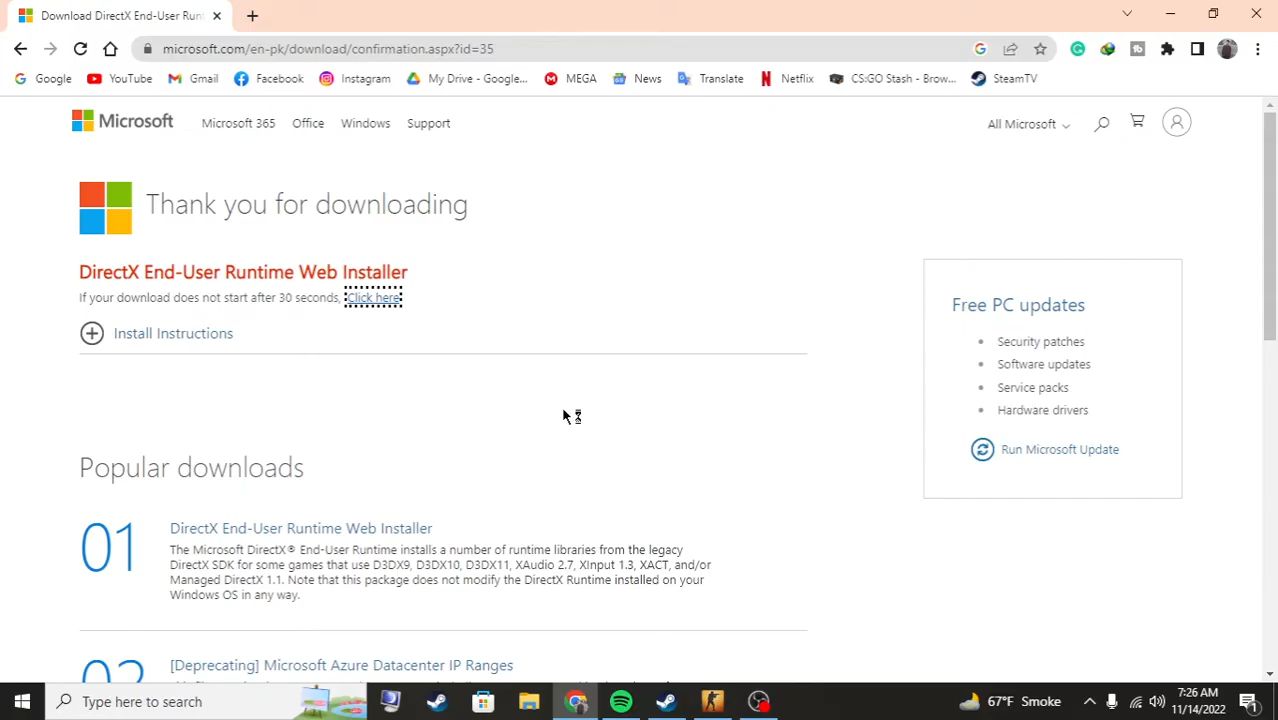 Download DirectX End-User Run
microsoft.com/en-pk/download/confirmation.aspx?id=35
Google YouTube Gmail Facebook Instagram My Drive - Google... MEGA News Translate Netflix CS:GO Stash - Brow... SteamTV
Microsoft Microsoft 365 Office Windows Support All Microsoft
Thank you for downloading
DirectX End-User Runtime Web Installer
If your download does not start after 30 seconds, Click here
Install Instructions
Free PC updates
Security patches
Software updates
Service packs
Hardware drivers
Run Microsoft Update
Popular downloads
01
DirectX End-User Runtime Web Installer
The Microsoft DirectX® End-User Runtime installs a number of runtime libraries from the legacy
DirectX SDK for some games that use D3DX9, D3DX10, D3DX11, XAudio 2.7, XInput 1.3, XACT, and/or
Managed DirectX 1.1. Note that this package does not modify the DirectX Runtime installed on your
Windows OS in any way.
02
[Deprecating] Microsoft Azure Datacenter IP Ranges
Type here to search
67°F Smoke
7:26 AM
11/14/2022
1